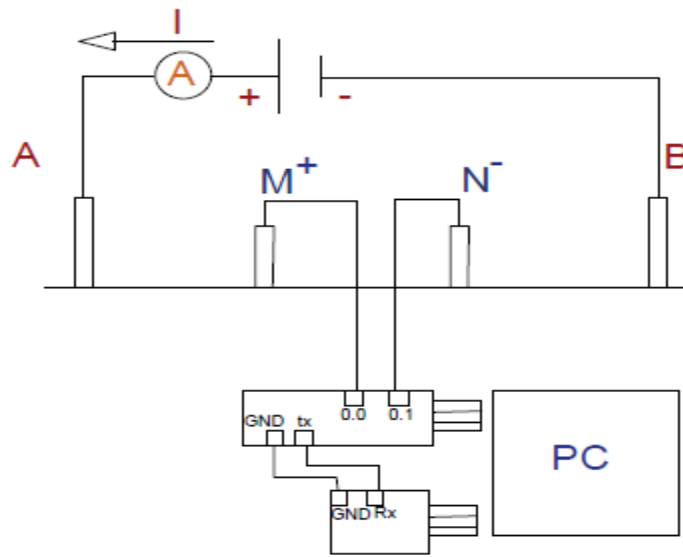 I
A
+ -
A
B
M+
N-
0.0 0.1
GND tx
PC
GND Rx